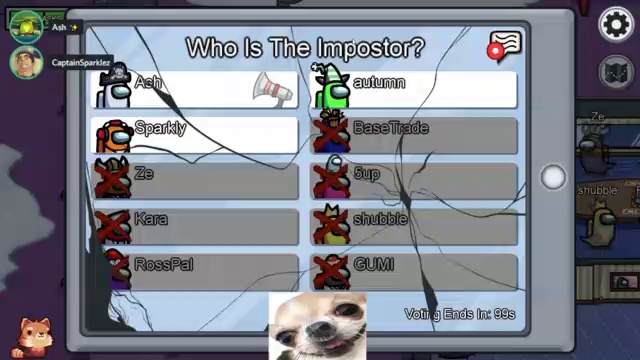 Ash ✨
CaptainSparklez
Who Is The Impostor?
Ash
autumn
Sparkly
BaseTrade
Ze
5up
Kara
shubble
RossPal
GUMI
Voting Ends In: 99s
Ze
shubble